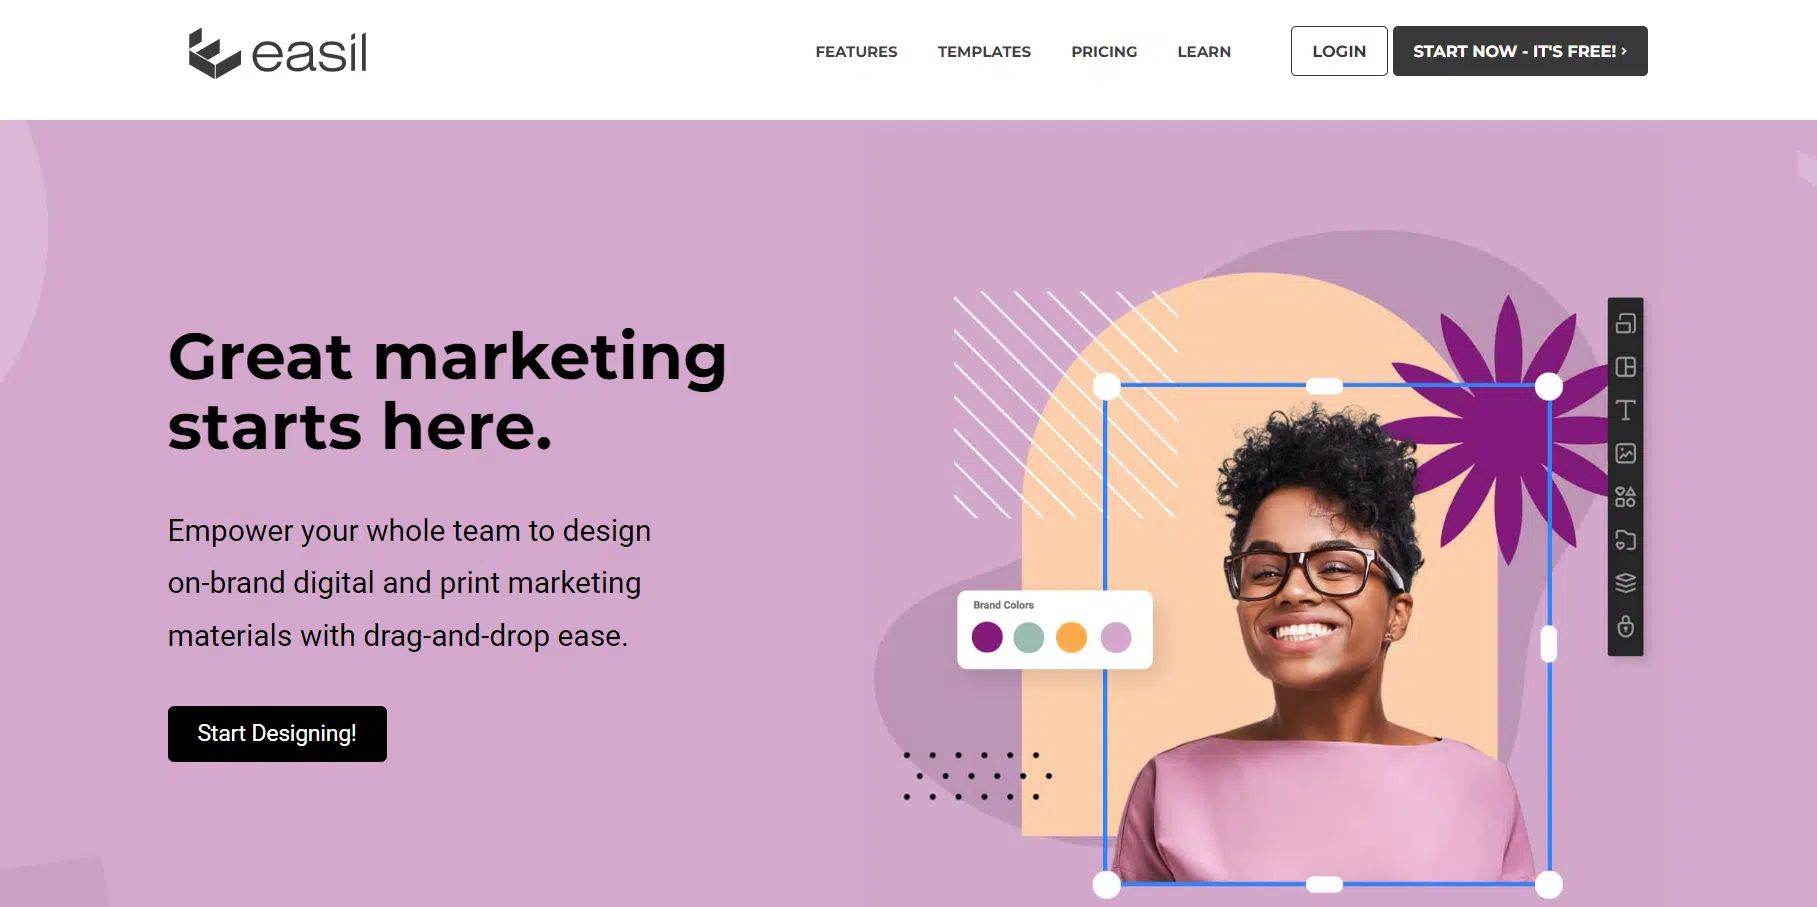 easil
FEATURES TEMPLATES PRICING LEARN LOGIN START NOW - IT'S FREE! ›
Great marketing
starts here.
Empower your whole team to design
on-brand digital and print marketing
materials with drag-and-drop ease.
Start Designing!
Brand Colors